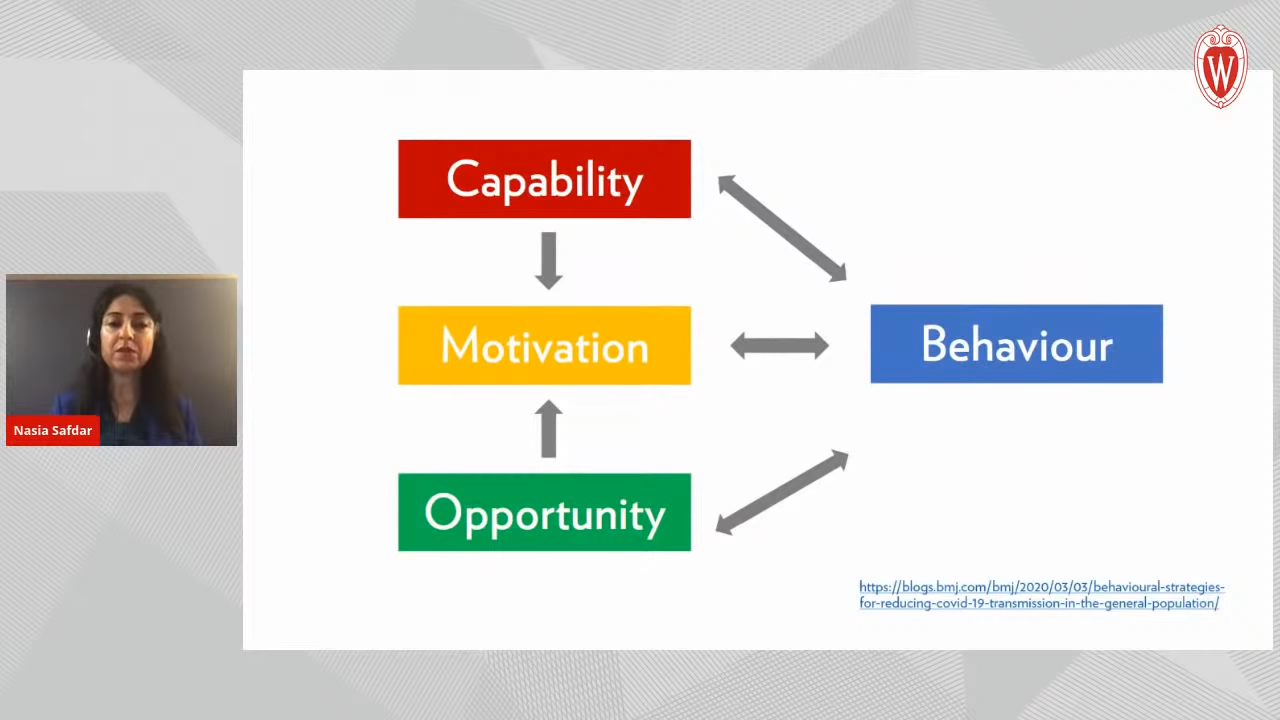 W
Capability
Motivation
Behaviour
Opportunity
Nasia Safdar
https://blogs.bmj.com/bmj/2020/03/03/behavioural-strategies-
for-reducing-covid-19-transmission-in-the-general-population/